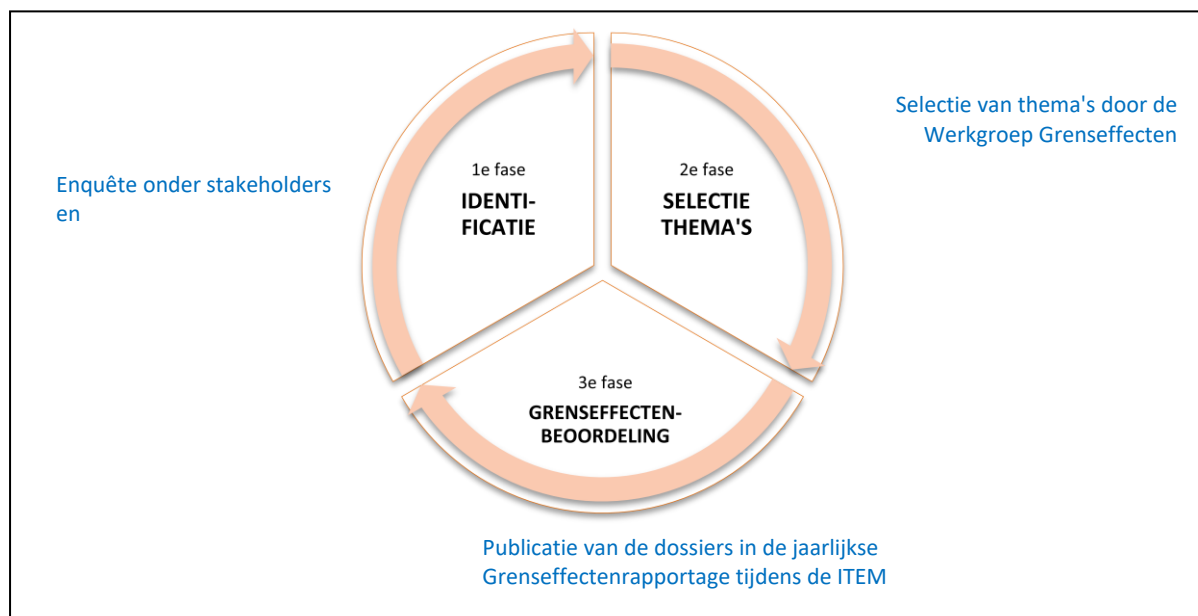 Enquête onder stakeholders
en
1e fase
IDENTI-
FICATIE
2e fase
SELECTIE
THEMA'S
Selectie van thema's door de
Werkgroep Grenseffecten
3e fase
GRENSEFFECTEN-
BEOORDELING
Publicatie van de dossiers in de jaarlijkse
Grenseffectenrapportage tijdens de ITEM